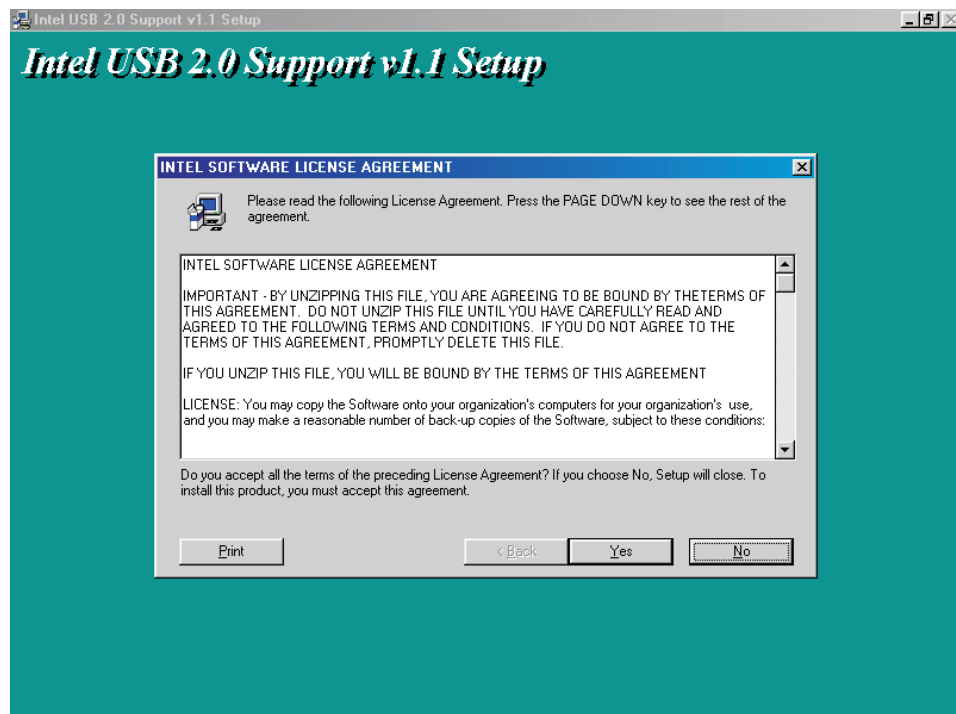 Intel USB 2.0 Support v1.1 Setup
Intel USB 2.0 Support v1.1 Setup
INTEL SOFTWARE LICENSE AGREEMENT
Please read the following License Agreement. Press the PAGE DOWN key to see the rest of the
agreement.
INTEL SOFTWARE LICENSE AGREEMENT
IMPORTANT - BY UNZIPPING THIS FILE, YOU ARE AGREEING TO BE BOUND BY THETERMS OF
THIS AGREEMENT. DO NOT UNZIP THIS FILE UNTIL YOU HAVE CAREFULLY READ AND
AGREED TO THE FOLLOWING TERMS AND CONDITIONS. IF YOU DO NOT AGREE TO THE
TERMS OF THIS AGREEMENT, PROMPTLY DELETE THIS FILE.
IF YOU UNZIP THIS FILE, YOU WILL BE BOUND BY THE TERMS OF THIS AGREEMENT
LICENSE: You may copy the Software onto your organization's computers for your organization's use,
and you may make a reasonable number of back-up copies of the Software, subject to these conditions:
Do you accept all the terms of the preceding License Agreement? If you choose No, Setup will close. To
install this product, you must accept this agreement.
Print
< Back
Yes
No